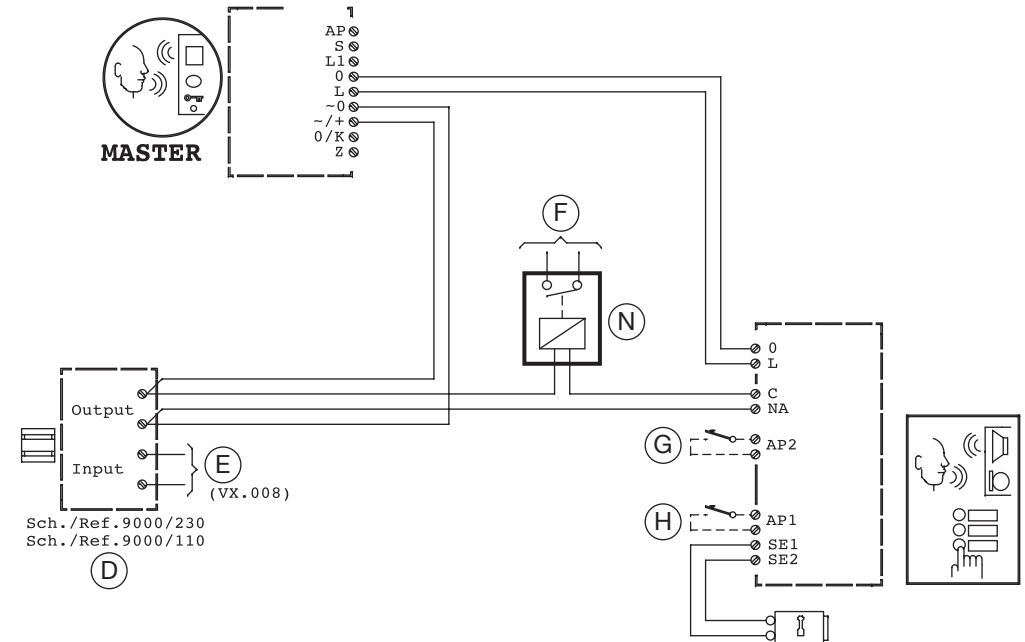 AP
S
L1
0
L
~0
~/+
0/K
Z
MASTER
F
N
0
L
C
NA
G
AP2
H
AP1
SE1
SE2
Output
Input
E
(VX.008)
Sch./Ref.9000/230
Sch./Ref.9000/110
D